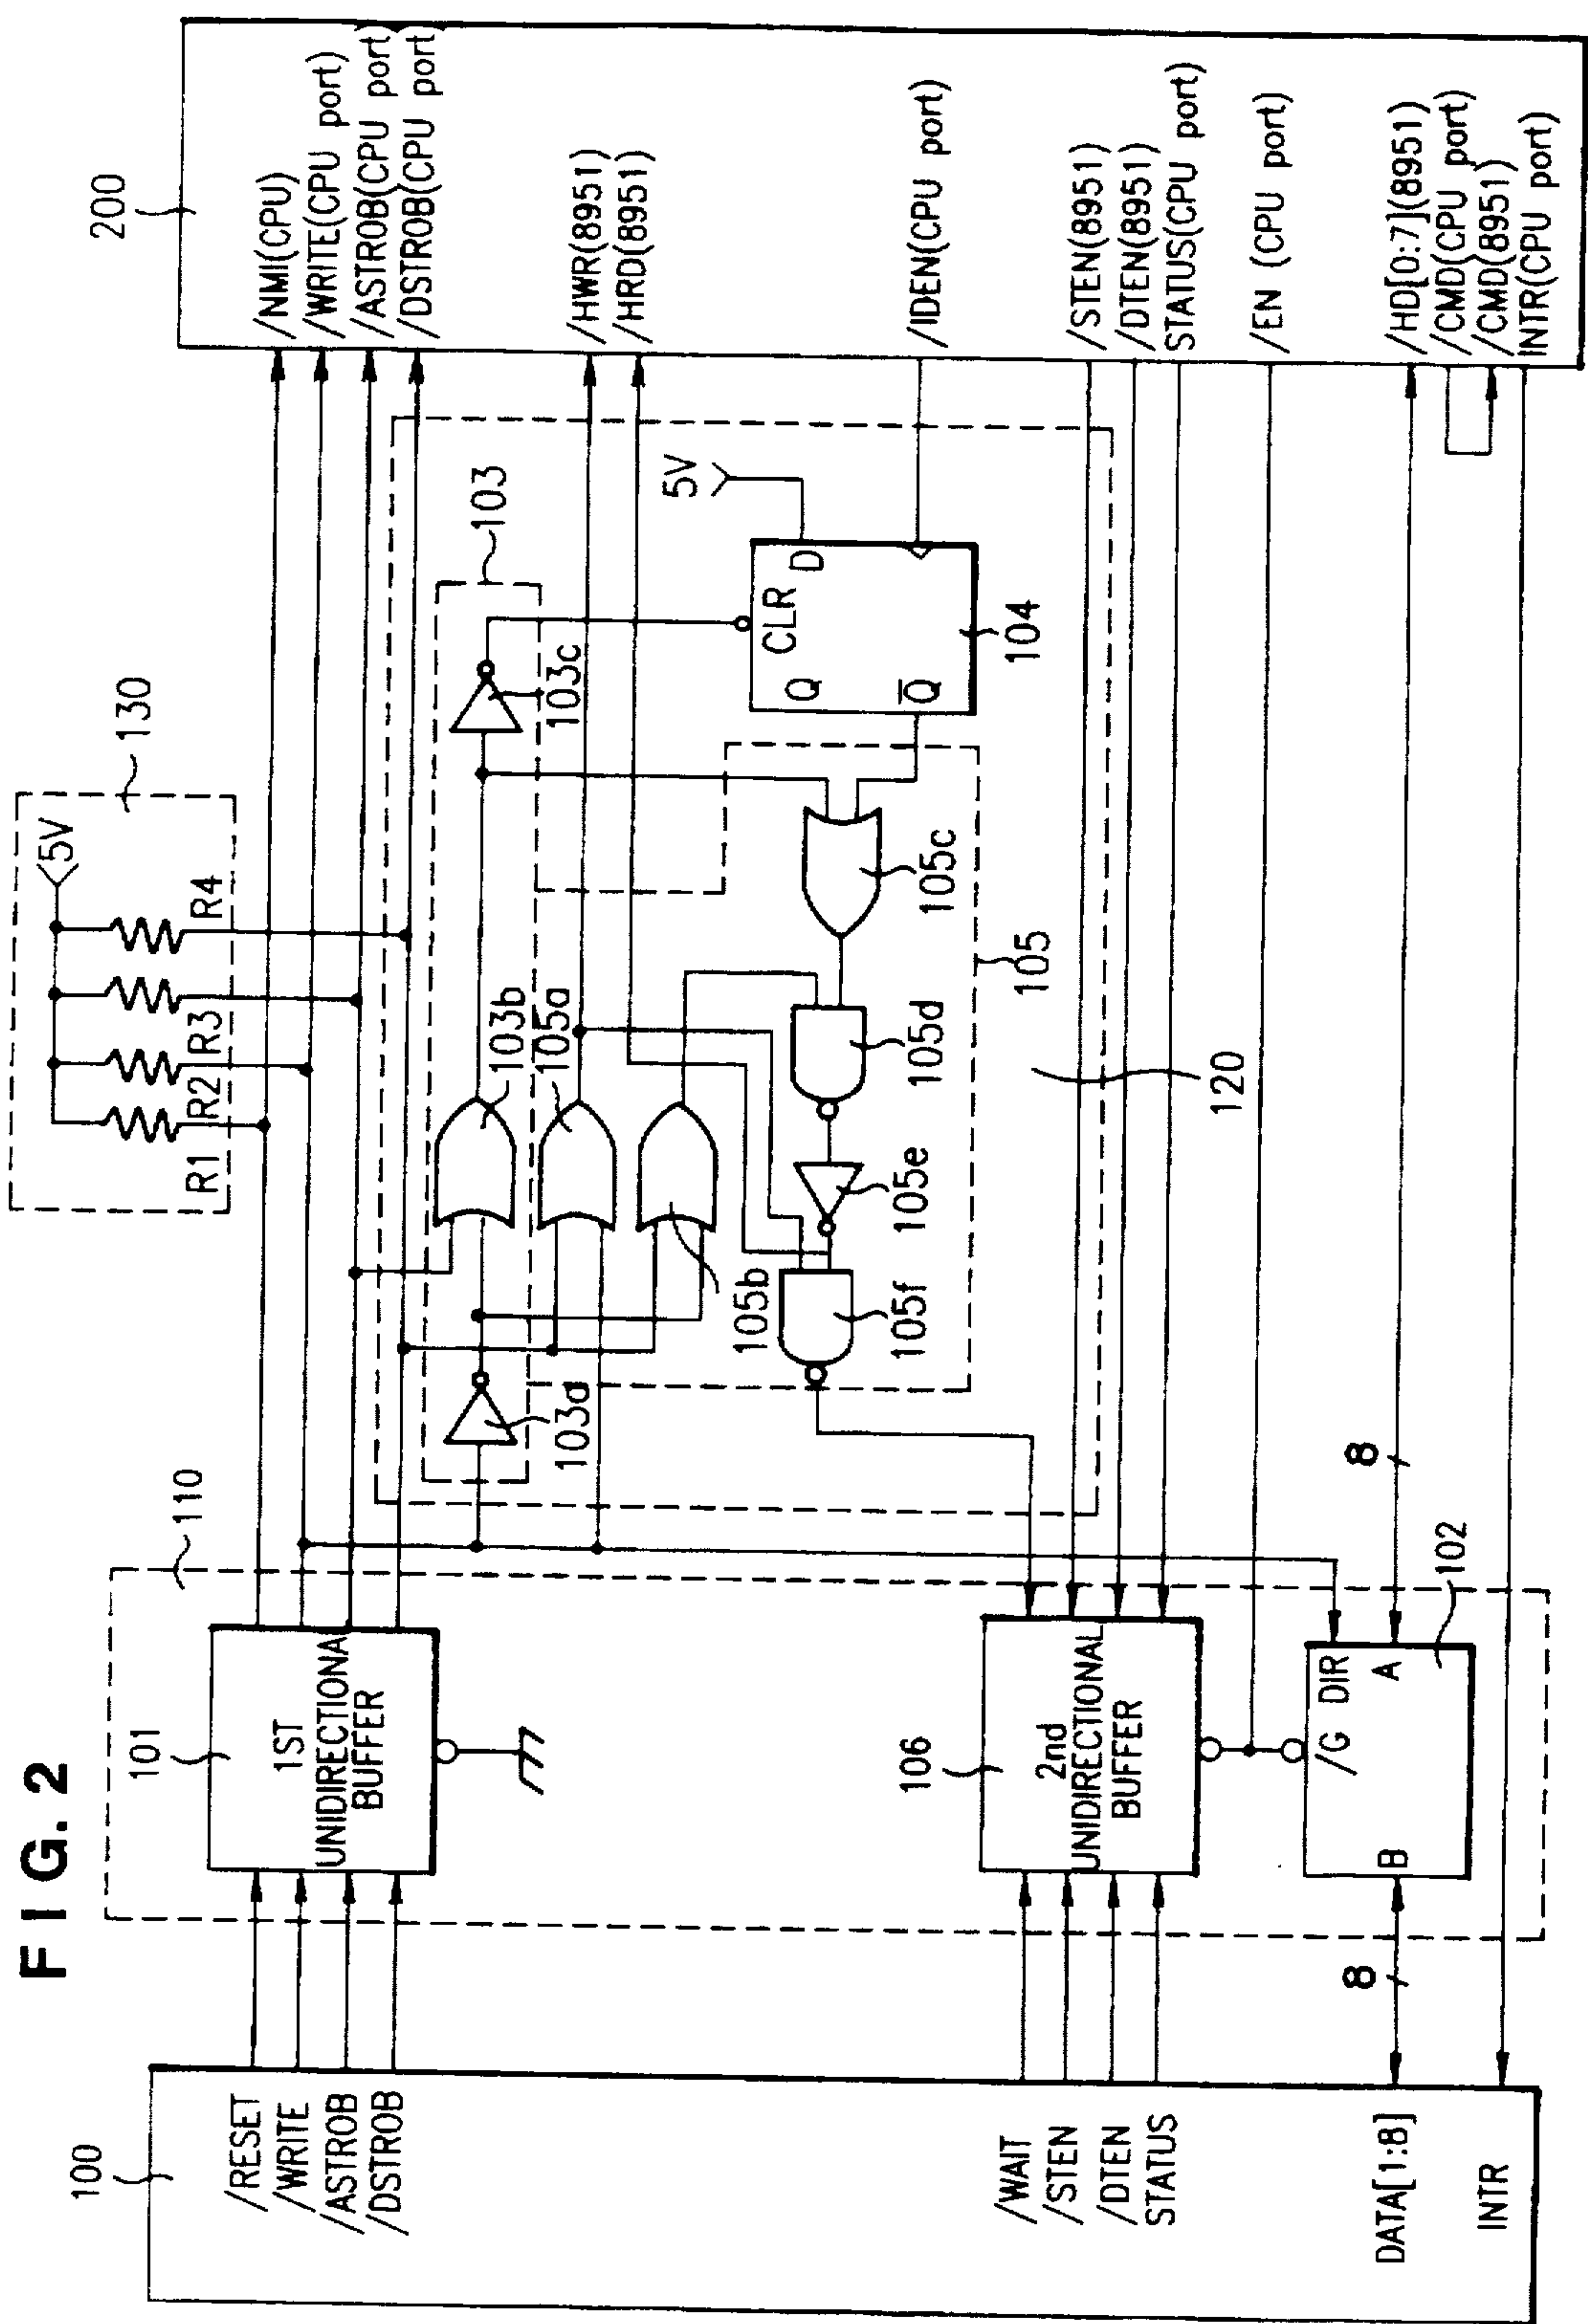 FIG. 2
100
/RESET
/WRITE
/ASTROB
/DSTROB
/WAIT
/STEN
/DTEN
STATUS
DATA[1:8]
INTR
110
101
1ST
UNIDIRECTIONAL
BUFFER
106
2nd
UNIDIRECTIONAL
BUFFER
/G
DIR
A
B
102
8
8
130
5V
R1
R2
R3
R4
103
103a
103b
103c
105a
105b
105c
105d
105e
105f
105
120
5V
D
CLR
Q
Q̅
104
200
/NMI(CPU)
/WRITE(CPU port)
/ASTROB(CPU port)
/DSTROB(CPU port)
/HWR(8951)
/HRD(8951)
/IDEN(CPU port)
/STEN(8951)
/DTEN(8951)
STATUS(CPU port)
/EN (CPU port)
/HD[0:7](8951)
/CMD(CPU port)
/CMD(8951)
INTR(CPU port)